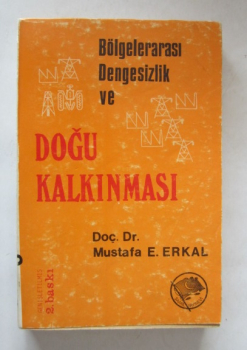 Bölgelerarası
Dengesizlik
ve
DOĞU
KALKINMASI
Doç. Dr.
Mustafa E. ERKAL
2. baskı